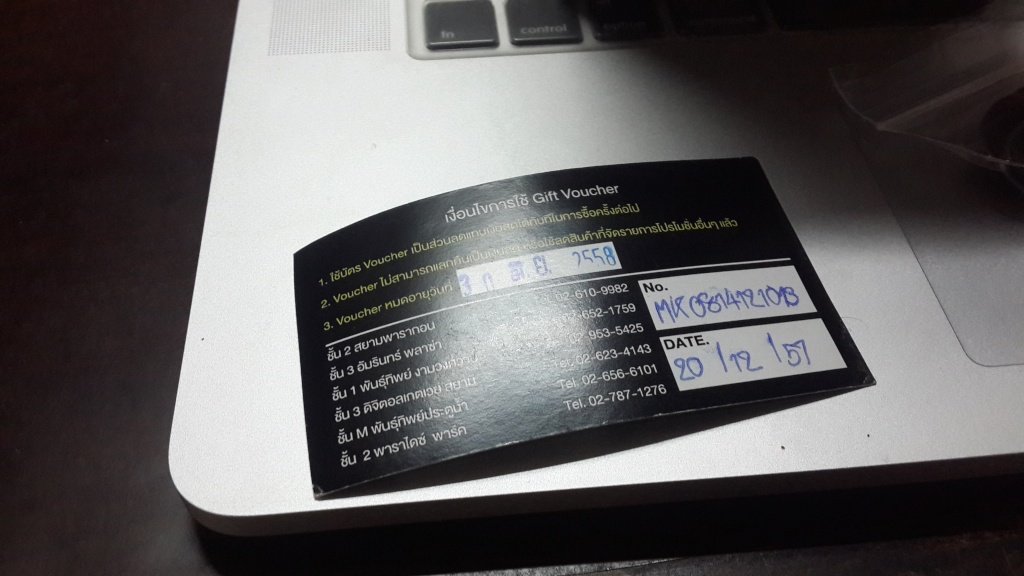 fn
control
เงื่อนไขการใช้ Gift Voucher
1. ใช้บัตร Voucher เป็นส่วนลดแทนเงินสดได้ทันทีในการซื้อครั้งต่อไป
2. Voucher ไม่สามารถแลกคืนเป็นเงินสด หรือใช้ลดสินค้าที่จัดรายการโปรโมชั่นอื่นๆ แล้ว
3. Voucher หมดอายุวันที่ 3 0 มิ.ย. 2558
ชั้น 2 สยามพารากอน 02-610-9982
ชั้น 3 อัมรินทร์ พลาซ่า 02-652-1759
ชั้น 1 พันธุ์ทิพย์ งามวงศ์วาน 02-953-5425
ชั้น 3 ดิจิตอลเกตเวย์ สยาม Tel. 02-623-4143
ชั้น M พันธุ์ทิพย์ประตูน้ำ Tel. 02-656-6101
ชั้น 2 พาราไดซ์ พาร์ค Tel. 02-787-1276
No.
DATE.
20 / 12 / 57